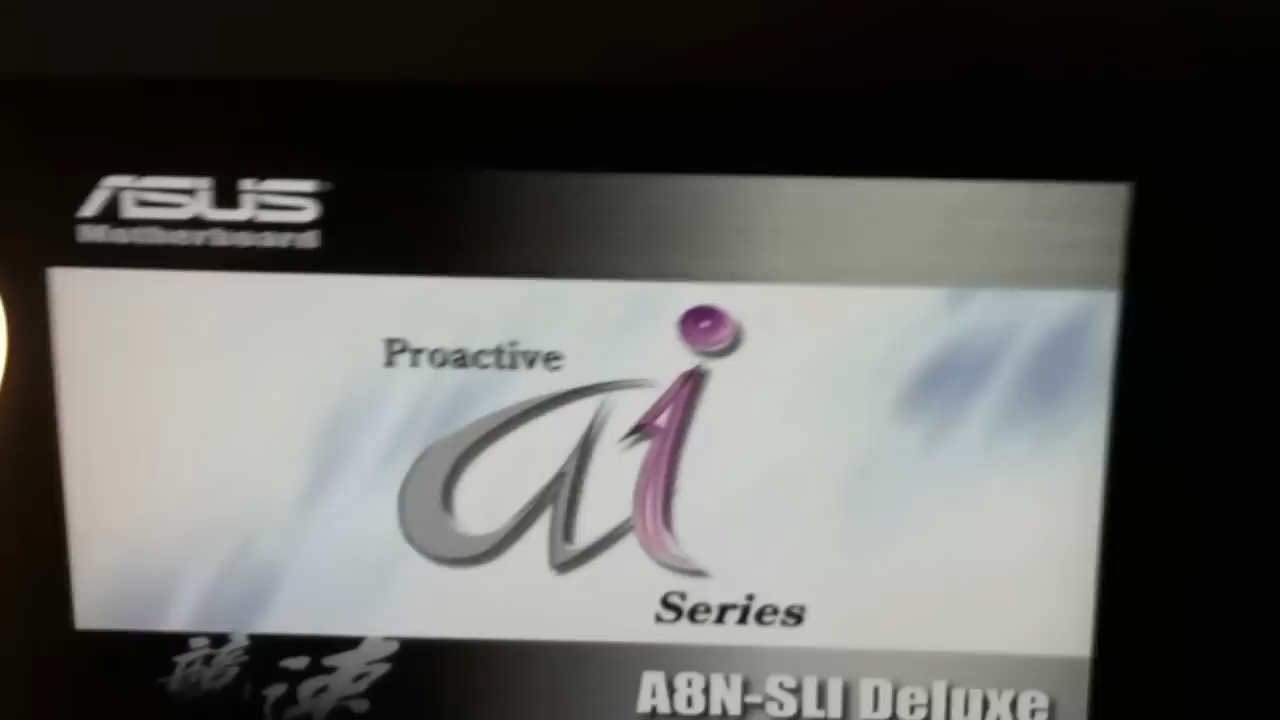 ASUS
Motherboard
Proactive
ai
Series
A8N-SLI Deluxe